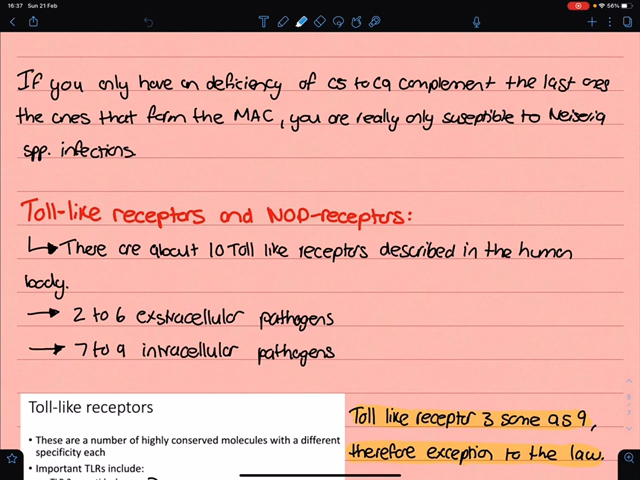 16:37 Sun 21 Feb
56%
If you only have an deficiency of C5 to C9 complement the last ones
the ones that form the MAC, you are really only suseptible to Neiseria
spp. infections.
Toll-like receptors and NOD-receptors:
There are about 10 Toll like receptors described in the human
body.
→ 2 to 6 exstracellular pathogens
→ 7 to 9 intracellular pathogens
Toll-like receptors
• These are a number of highly conserved molecules with a different
specificity each
• Important TLRs include:
Toll like receptor 3 same as 9,
therefore exception to the law.